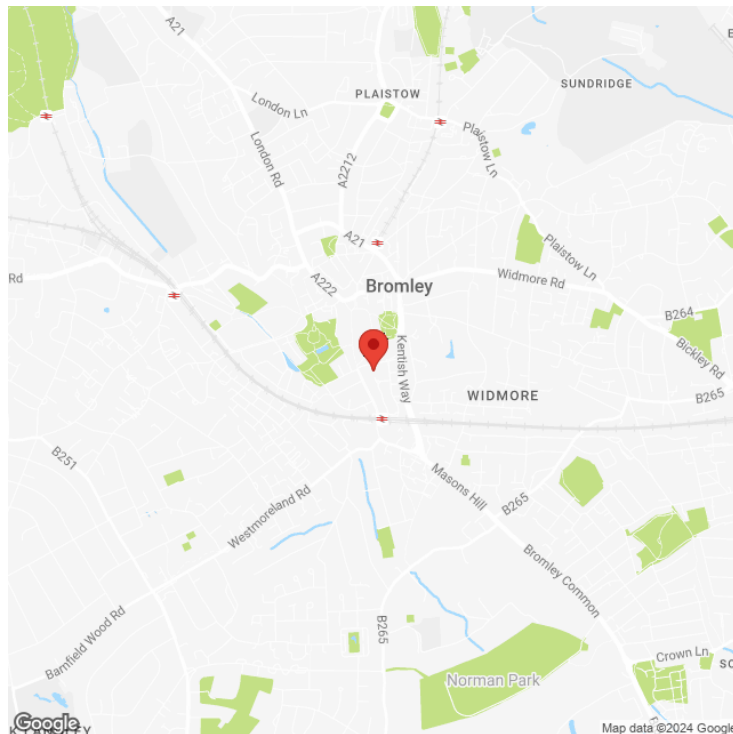 A21
PLAISTOW
SUNDRIDGE
London Ln
Plaistow Ln
London Rd
A2212
A21
Plaistow Ln
Rd
A222
Bromley
Widmore Rd
B264
Kentish Way
Bickley Rd
WIDMORE
B265
B251
Masons Hill
B265
Westmoreland Rd
Bromley Common
Barnfield Wood Rd
B265
Crown Ln
Norman Park
Google
Map data ©2024 Google